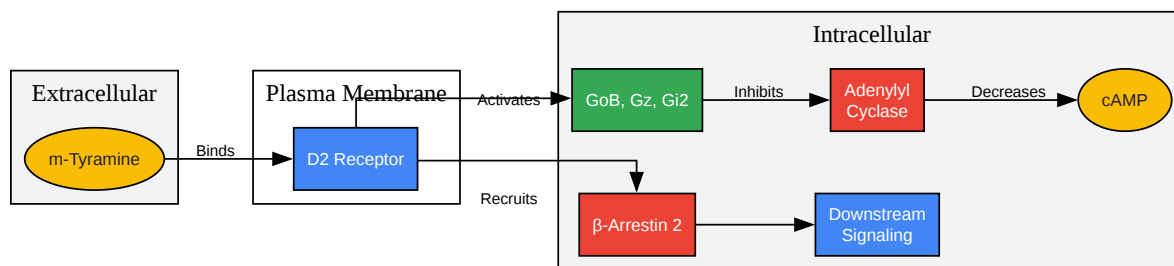 Extracellular
m-Tyramine
Binds
Plasma Membrane
D2 Receptor
Activates
Recruits
Intracellular
GoB, Gz, Gi2
Inhibits
Adenylyl
Cyclase
Decreases
cAMP
β-Arrestin 2
Downstream
Signaling